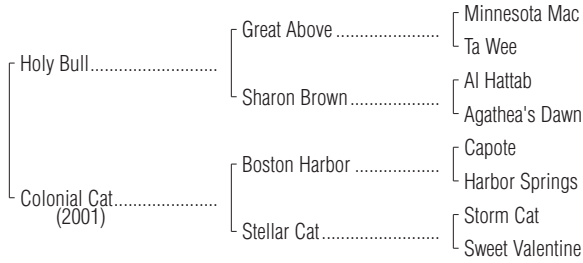 Minnesota Mac
Great Above
Ta Wee
Holy Bull
Al Hattab
Sharon Brown
Agathea's Dawn
Capote
Boston Harbor
Harbor Springs
Colonial Cat
(2001)
Storm Cat
Stellar Cat
Sweet Valentine